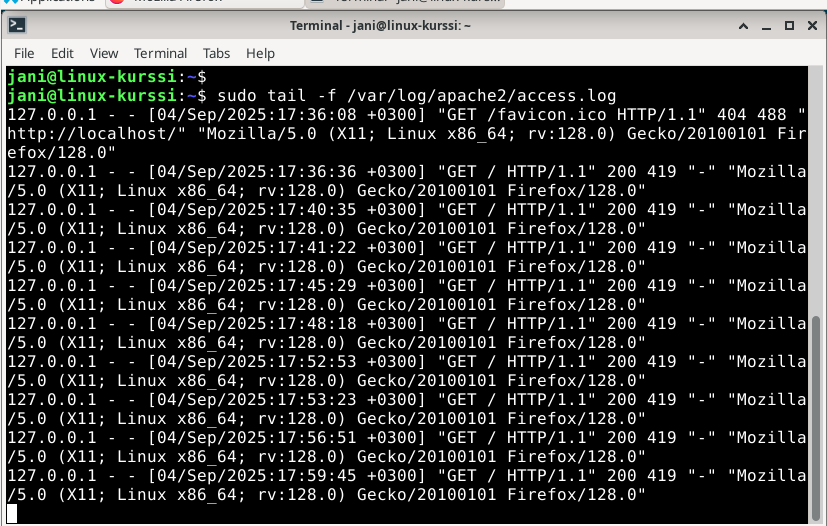 Applications
Mozilla Firefox
Terminal - jani@linux-kurssi: ~
File Edit View Terminal Tabs Help
jani@linux-kurssi:~$
jani@linux-kurssi:~$ sudo tail -f /var/log/apache2/access.log
127.0.0.1 - - [04/Sep/2025:17:36:08 +0300] "GET /favicon.ico HTTP/1.1" 404 488 "
http://localhost/" "Mozilla/5.0 (X11; Linux x86_64; rv:128.0) Gecko/20100101 Fir
efox/128.0"
127.0.0.1 - - [04/Sep/2025:17:36:36 +0300] "GET / HTTP/1.1" 200 419 "-" "Mozilla
/5.0 (X11; Linux x86_64; rv:128.0) Gecko/20100101 Firefox/128.0"
127.0.0.1 - - [04/Sep/2025:17:40:35 +0300] "GET / HTTP/1.1" 200 419 "-" "Mozilla
/5.0 (X11; Linux x86_64; rv:128.0) Gecko/20100101 Firefox/128.0"
127.0.0.1 - - [04/Sep/2025:17:41:22 +0300] "GET / HTTP/1.1" 200 419 "-" "Mozilla
/5.0 (X11; Linux x86_64; rv:128.0) Gecko/20100101 Firefox/128.0"
127.0.0.1 - - [04/Sep/2025:17:45:29 +0300] "GET / HTTP/1.1" 200 419 "-" "Mozilla
/5.0 (X11; Linux x86_64; rv:128.0) Gecko/20100101 Firefox/128.0"
127.0.0.1 - - [04/Sep/2025:17:48:18 +0300] "GET / HTTP/1.1" 200 419 "-" "Mozilla
/5.0 (X11; Linux x86_64; rv:128.0) Gecko/20100101 Firefox/128.0"
127.0.0.1 - - [04/Sep/2025:17:52:53 +0300] "GET / HTTP/1.1" 200 419 "-" "Mozilla
/5.0 (X11; Linux x86_64; rv:128.0) Gecko/20100101 Firefox/128.0"
127.0.0.1 - - [04/Sep/2025:17:53:23 +0300] "GET / HTTP/1.1" 200 419 "-" "Mozilla
/5.0 (X11; Linux x86_64; rv:128.0) Gecko/20100101 Firefox/128.0"
127.0.0.1 - - [04/Sep/2025:17:56:51 +0300] "GET / HTTP/1.1" 200 419 "-" "Mozilla
/5.0 (X11; Linux x86_64; rv:128.0) Gecko/20100101 Firefox/128.0"
127.0.0.1 - - [04/Sep/2025:17:59:45 +0300] "GET / HTTP/1.1" 200 419 "-" "Mozilla
/5.0 (X11; Linux x86_64; rv:128.0) Gecko/20100101 Firefox/128.0"